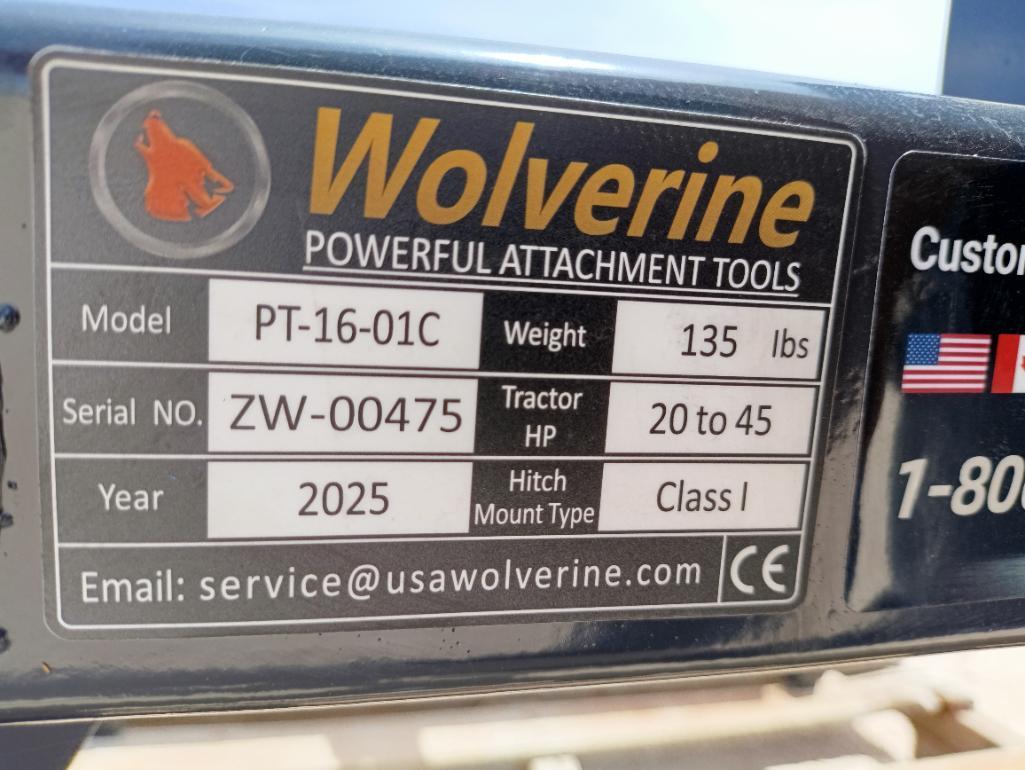 Wolverine
POWERFUL ATTACHMENT TOOLS
Model PT-16-01C Weight 135 lbs
Serial NO. ZW-00475 Tractor HP 20 to 45
Year 2025 Hitch Mount Type Class I
Email: service@usawolverine.com CE